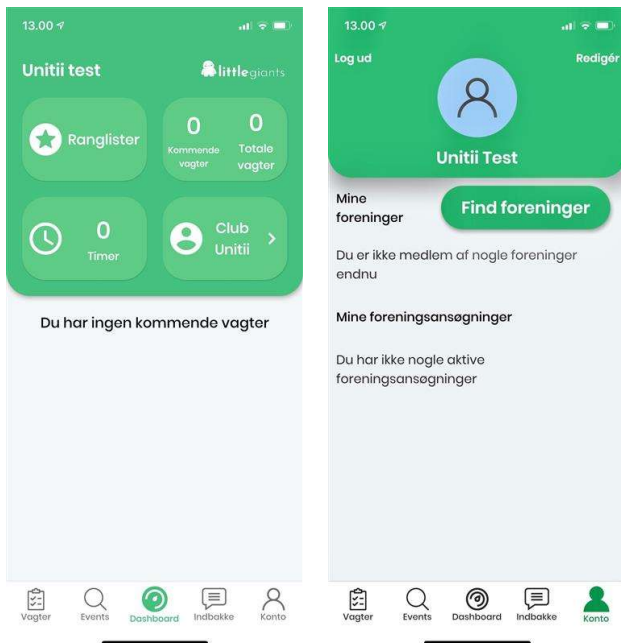 13.00
Unitii test
littlegiants
Ranglister
0
Kommende
vagter
0
Totale
vagter
0
Timer
Club
Unitii
Du har ingen kommende vagter
Vagter
Events
Dashboard
Indbakke
Konto
13.00
Log ud
Redigér
Unitii Test
Mine
foreninger
Find foreninger
Du er ikke medlem af nogle foreninger
endnu
Mine foreningsansøgninger
Du har ikke nogle aktive
foreningsansøgninger
Vagter
Events
Dashboard
Indbakke
Konto